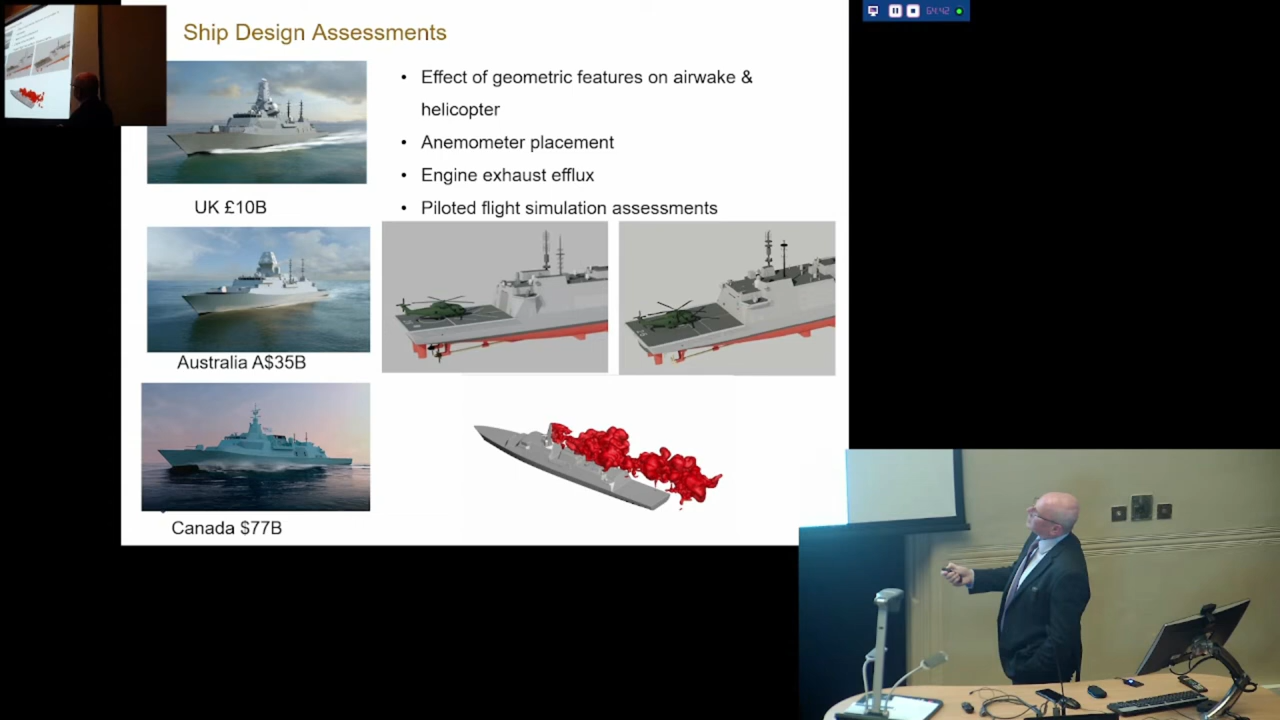 Ship Design Assessments
• Effect of geometric features on airwake &
helicopter
• Anemometer placement
• Engine exhaust efflux
• Piloted flight simulation assessments
UK £10B
Australia A$35B
Canada $77B